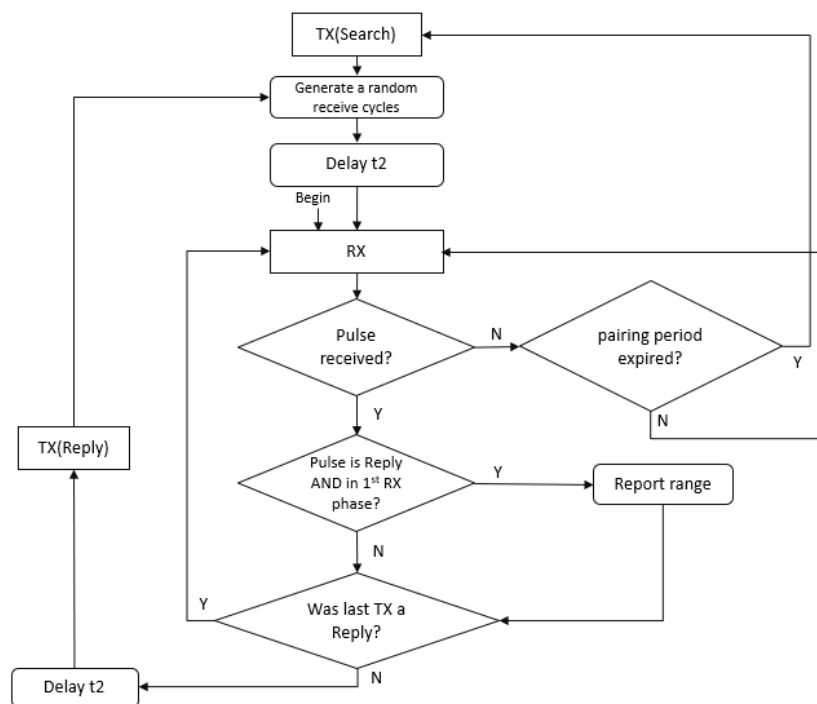 TX(Search)
Generate a random
receive cycles
Delay t2
Begin
RX
Pulse
received?
N
pairing period
expired?
Y
N
Y
TX(Reply)
Pulse is Reply
AND in 1st RX
phase?
Y
Report range
N
Was last TX a
Reply?
Y
N
Delay t2